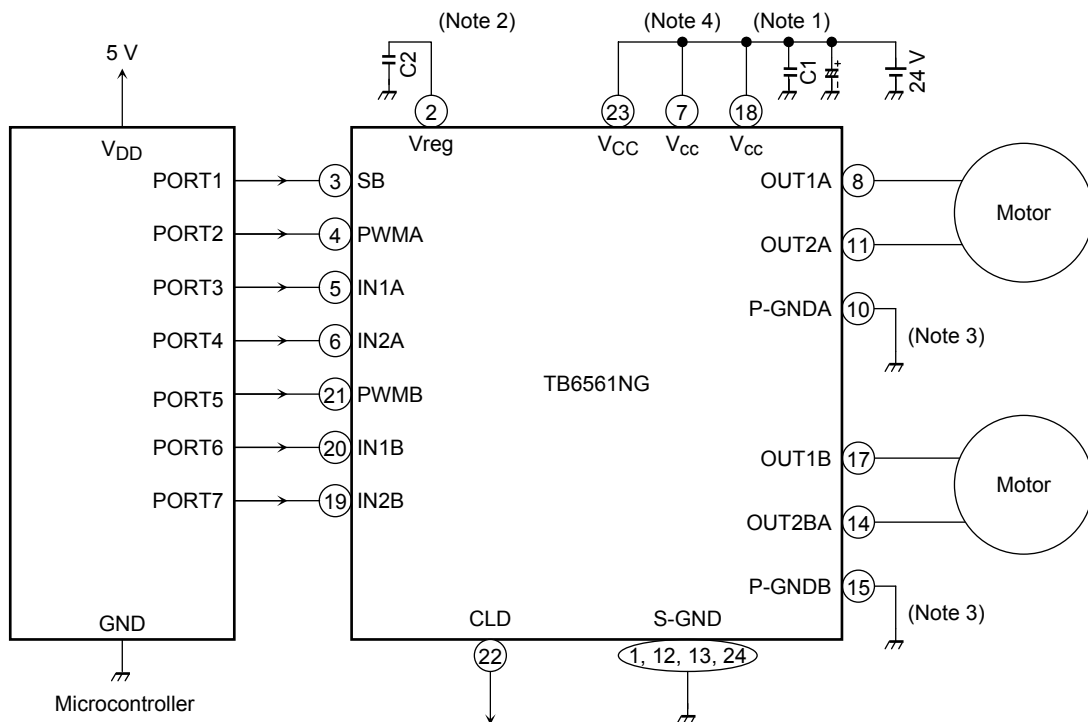 (Note 2)
(Note 4)
(Note 1)
5 V
C2
C1
24 V
2
23
7
18
VDD
Vreg
VCC
Vcc
Vcc
PORT1
3
SB
OUT1A
8
Motor
PORT2
4
PWMA
OUT2A
11
PORT3
5
IN1A
P-GNDA
10
(Note 3)
PORT4
6
IN2A
TB6561NG
PORT5
21
PWMB
PORT6
20
IN1B
OUT1B
17
Motor
PORT7
19
IN2B
OUT2BA
14
P-GNDB
15
(Note 3)
GND
CLD
S-GND
22
1, 12, 13, 24
Microcontroller